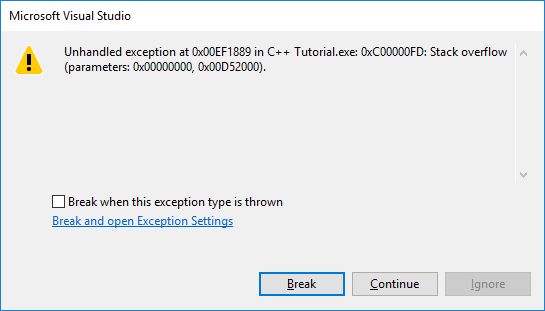 Microsoft Visual Studio
Unhandled exception at 0x00EF1889 in C++ Tutorial.exe: 0xC00000FD: Stack overflow
(parameters: 0x00000000, 0x00D52000).
Break when this exception type is thrown
Break and open Exception Settings
Break Continue Ignore